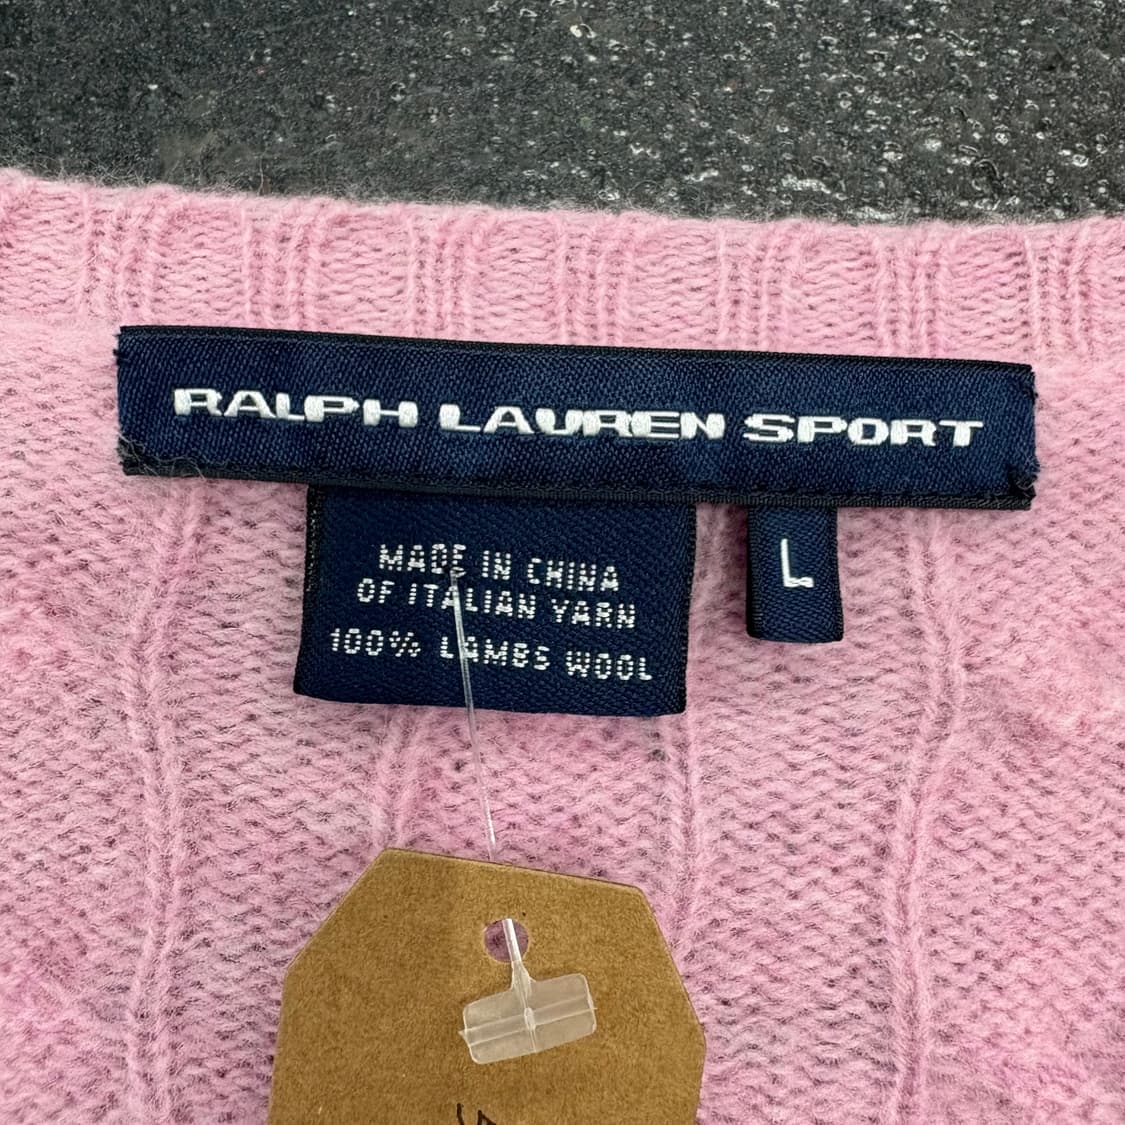 RALPH LAUREN SPORT
MADE IN CHINA
OF ITALIAN YARN
100% LAMBS WOOL
L